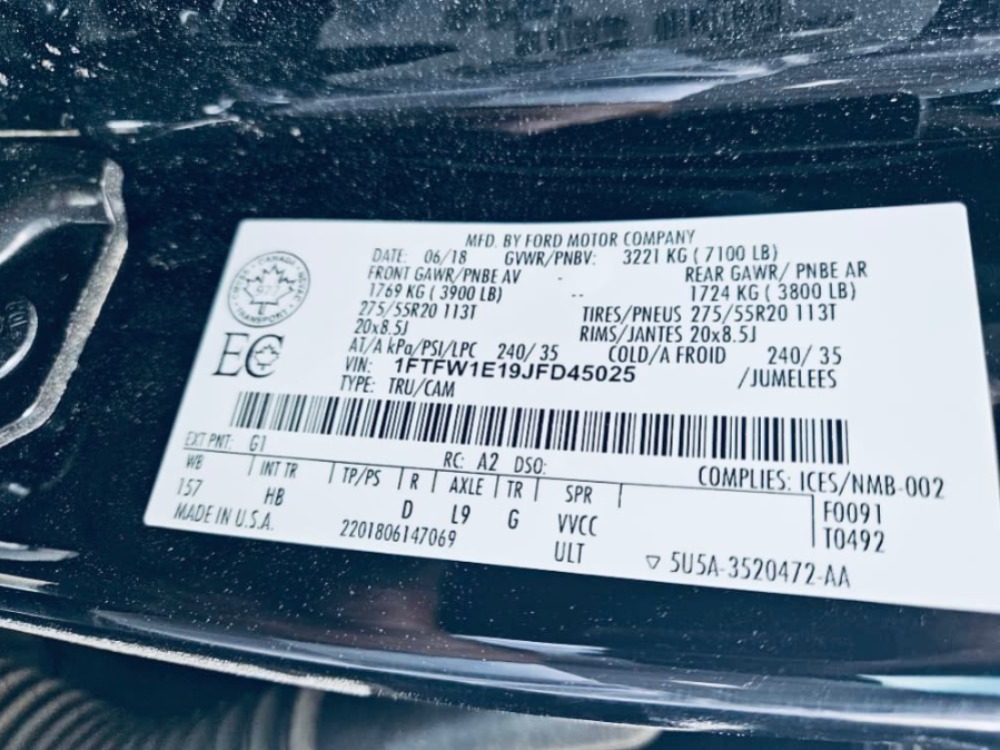 MFD. BY FORD MOTOR COMPANY
DATE: 06/18 GVWR/PNBV: 3221 KG ( 7100 LB)
FRONT GAWR/PNBE AV REAR GAWR/ PNBE AR
1769 KG ( 3900 LB) -- 1724 KG ( 3800 LB)
275/55R20 113T TIRES/PNEUS 275/55R20 113T
20x8.5J RIMS/JANTES 20x8.5J
AT/A kPa/PSI/LPC 240/ 35 COLD/A FROID 240/ 35
VIN: 1FTFW1E19JFD45025 /JUMELEES
TYPE: TRU/CAM
CANADA
TRANSPORT
EC
EXT PNT: G1 RC: A2 DSO:
COMPLIES: ICES/NMB-002
WB INT TR TP/PS R AXLE TR SPR
157 HB D L9 G VVCC F0091
ULT T0492
MADE IN U.S.A. 2201806147069
▽ 5U5A-3520472-AA